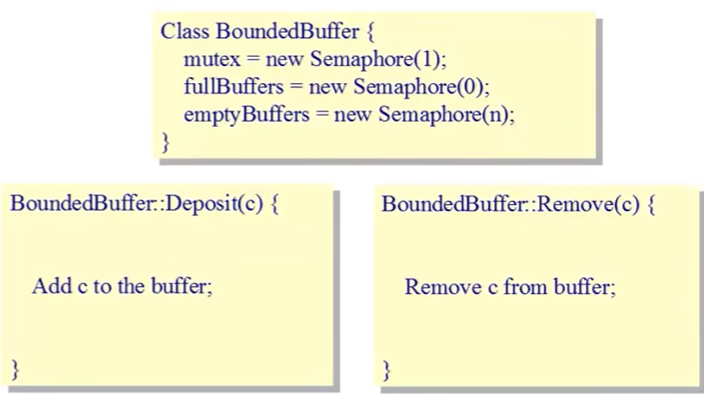 Class BoundedBuffer {
mutex = new Semaphore(1);
fullBuffers = new Semaphore(0);
emptyBuffers = new Semaphore(n);
}
BoundedBuffer::Deposit(c) {
Add c to the buffer;
}
BoundedBuffer::Remove(c) {
Remove c from buffer;
}